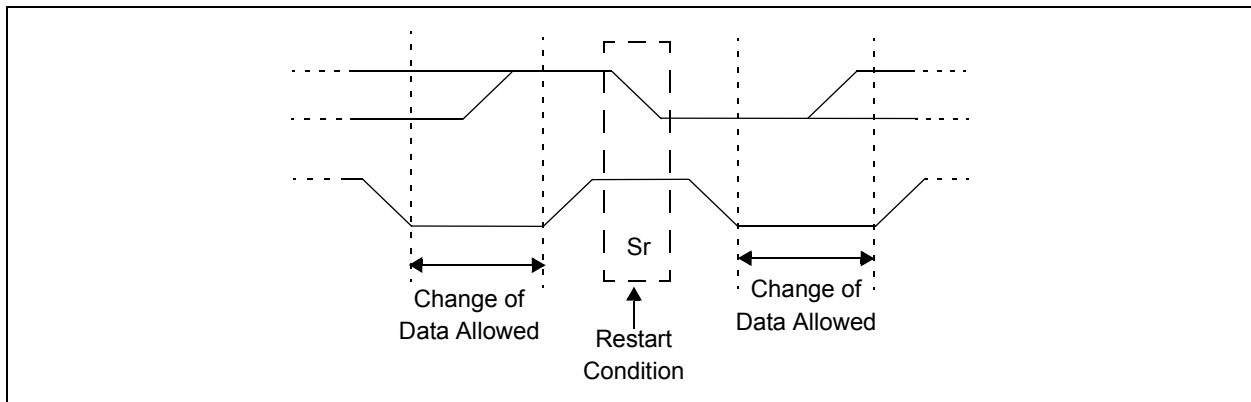 Sr
Change of
Data Allowed
Restart
Condition
Change of
Data Allowed